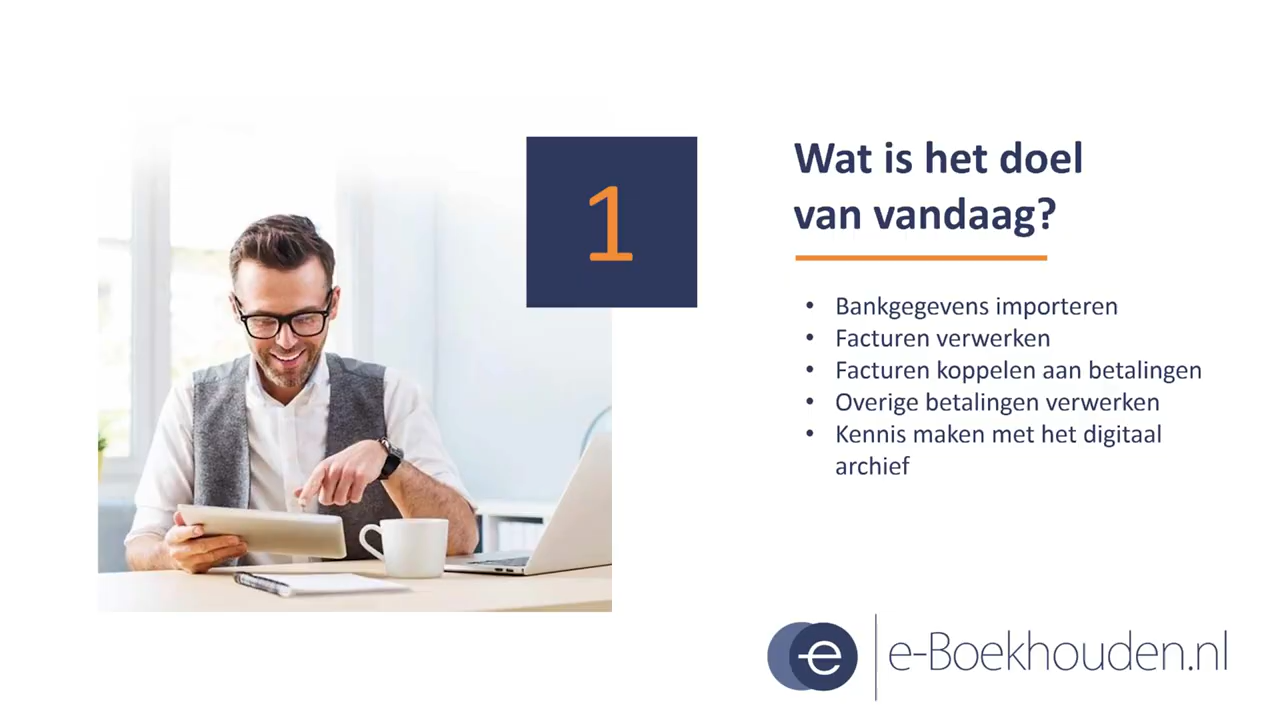 1
Wat is het doel
van vandaag?
• Bankgegevens importeren
• Facturen verwerken
• Facturen koppelen aan betalingen
• Overige betalingen verwerken
• Kennis maken met het digitaal
archief
e e-Boekhouden.nl